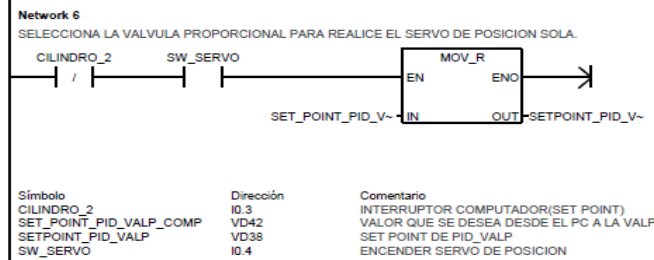 Network 6
SELECCIONA LA VALVULA PROPORCIONAL PARA REALICE EL SERVO DE POSICION SOLA.
CILINDRO_2 SW_SERVO MOV_R
/ EN ENO
SET_POINT_PID_V~ IN OUT SETPOINT_PID_V~
Símbolo Dirección Comentario
CILINDRO_2 I0.3 INTERRUPTOR COMPUTADOR(SET POINT)
SET_POINT_PID_VALP_COMP VD42 VALOR QUE SE DESEA DESDE EL PC A LA VALP
SETPOINT_PID_VALP VD38 SET POINT DE PID_VALP
SW_SERVO I0.4 ENCENDER SERVO DE POSICION